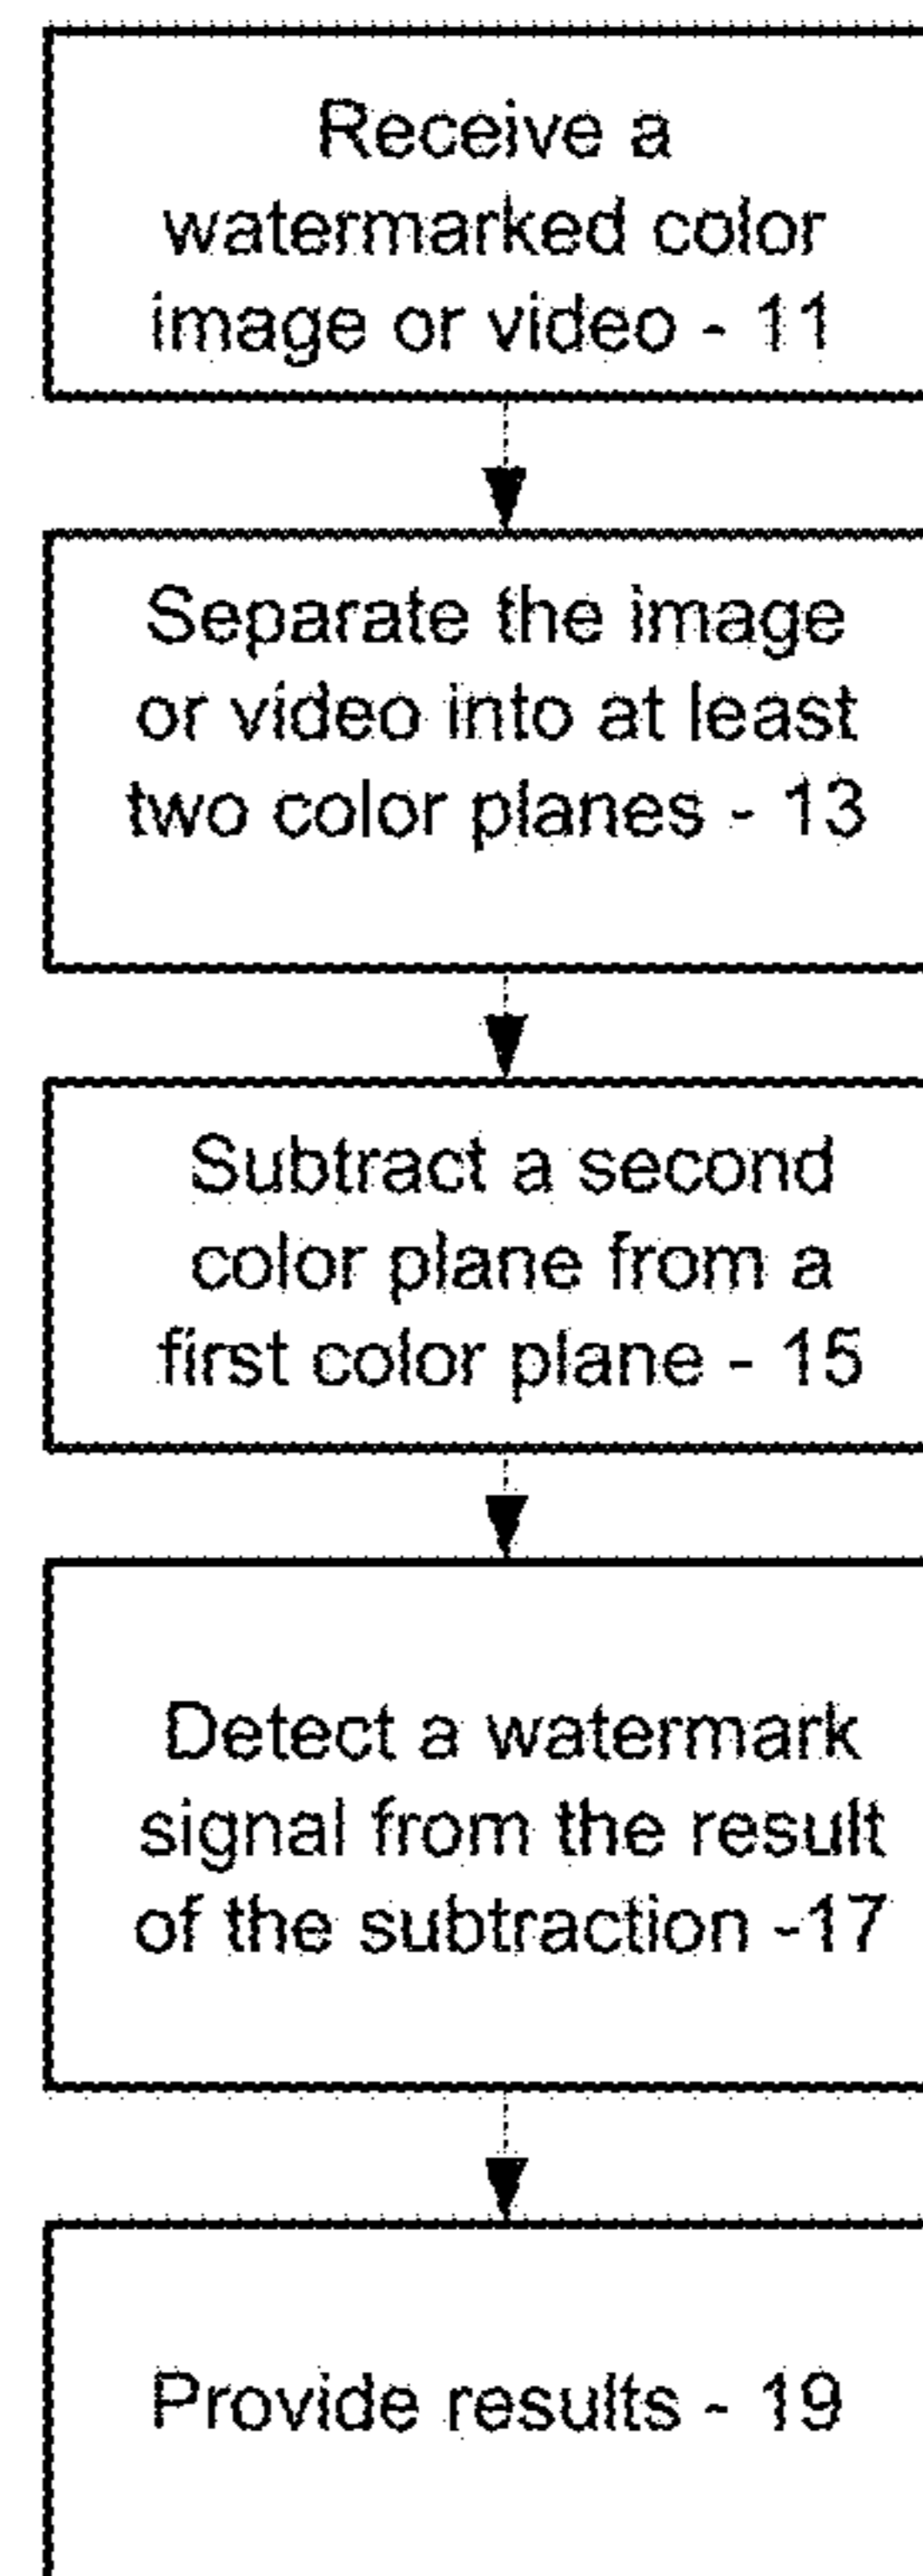 Receive a
watermarked color
image or video - 11
Separate the image
or video into at least
two color planes - 13
Subtract a second
color plane from a
first color plane - 15
Detect a watermark
signal from the result
of the subtraction -17
Provide results - 19